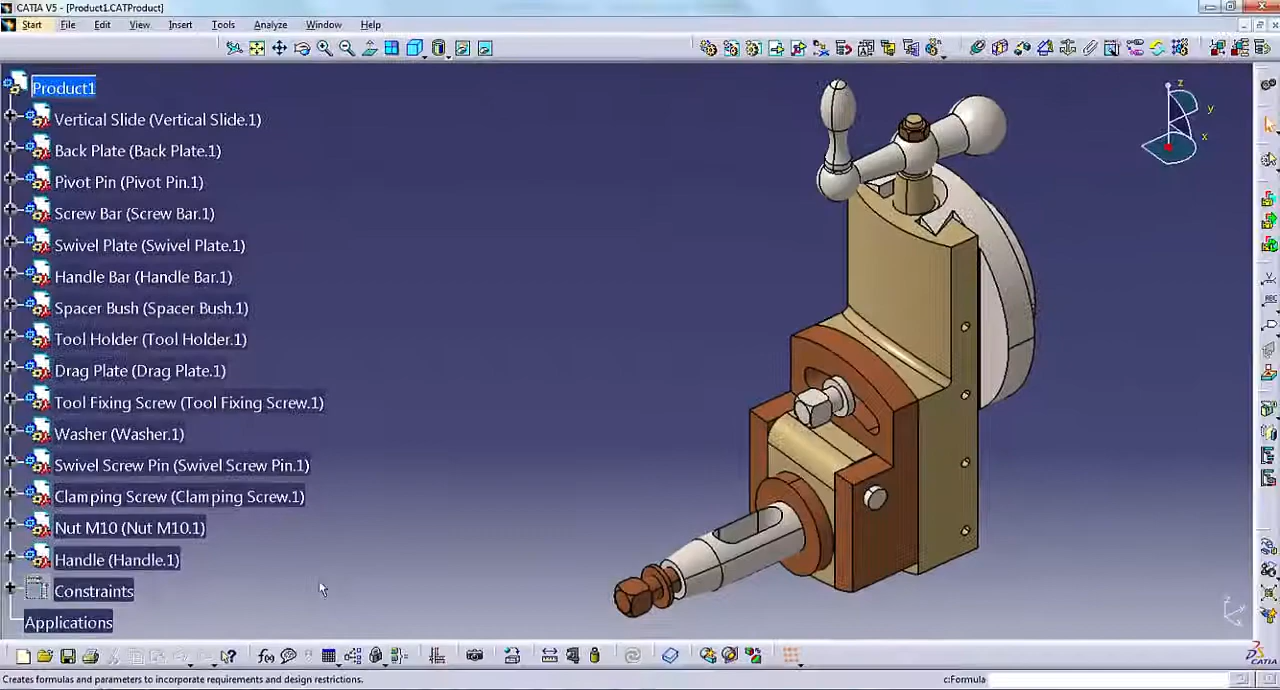 CATIA V5 - [Product1.CATProduct]
Start File Edit View Insert Tools Analyze Window Help
Product1
Vertical Slide (Vertical Slide.1)
Back Plate (Back Plate.1)
Pivot Pin (Pivot Pin.1)
Screw Bar (Screw Bar.1)
Swivel Plate (Swivel Plate.1)
Handle Bar (Handle Bar.1)
Spacer Bush (Spacer Bush.1)
Tool Holder (Tool Holder.1)
Drag Plate (Drag Plate.1)
Tool Fixing Screw (Tool Fixing Screw.1)
Washer (Washer.1)
Swivel Screw Pin (Swivel Screw Pin.1)
Clamping Screw (Clamping Screw.1)
Nut M10 (Nut M10.1)
Handle (Handle.1)
Constraints
Applications
z
y
x
CATIA
Creates formulas and parameters to incorporate requirements and design restrictions.
c:Formula